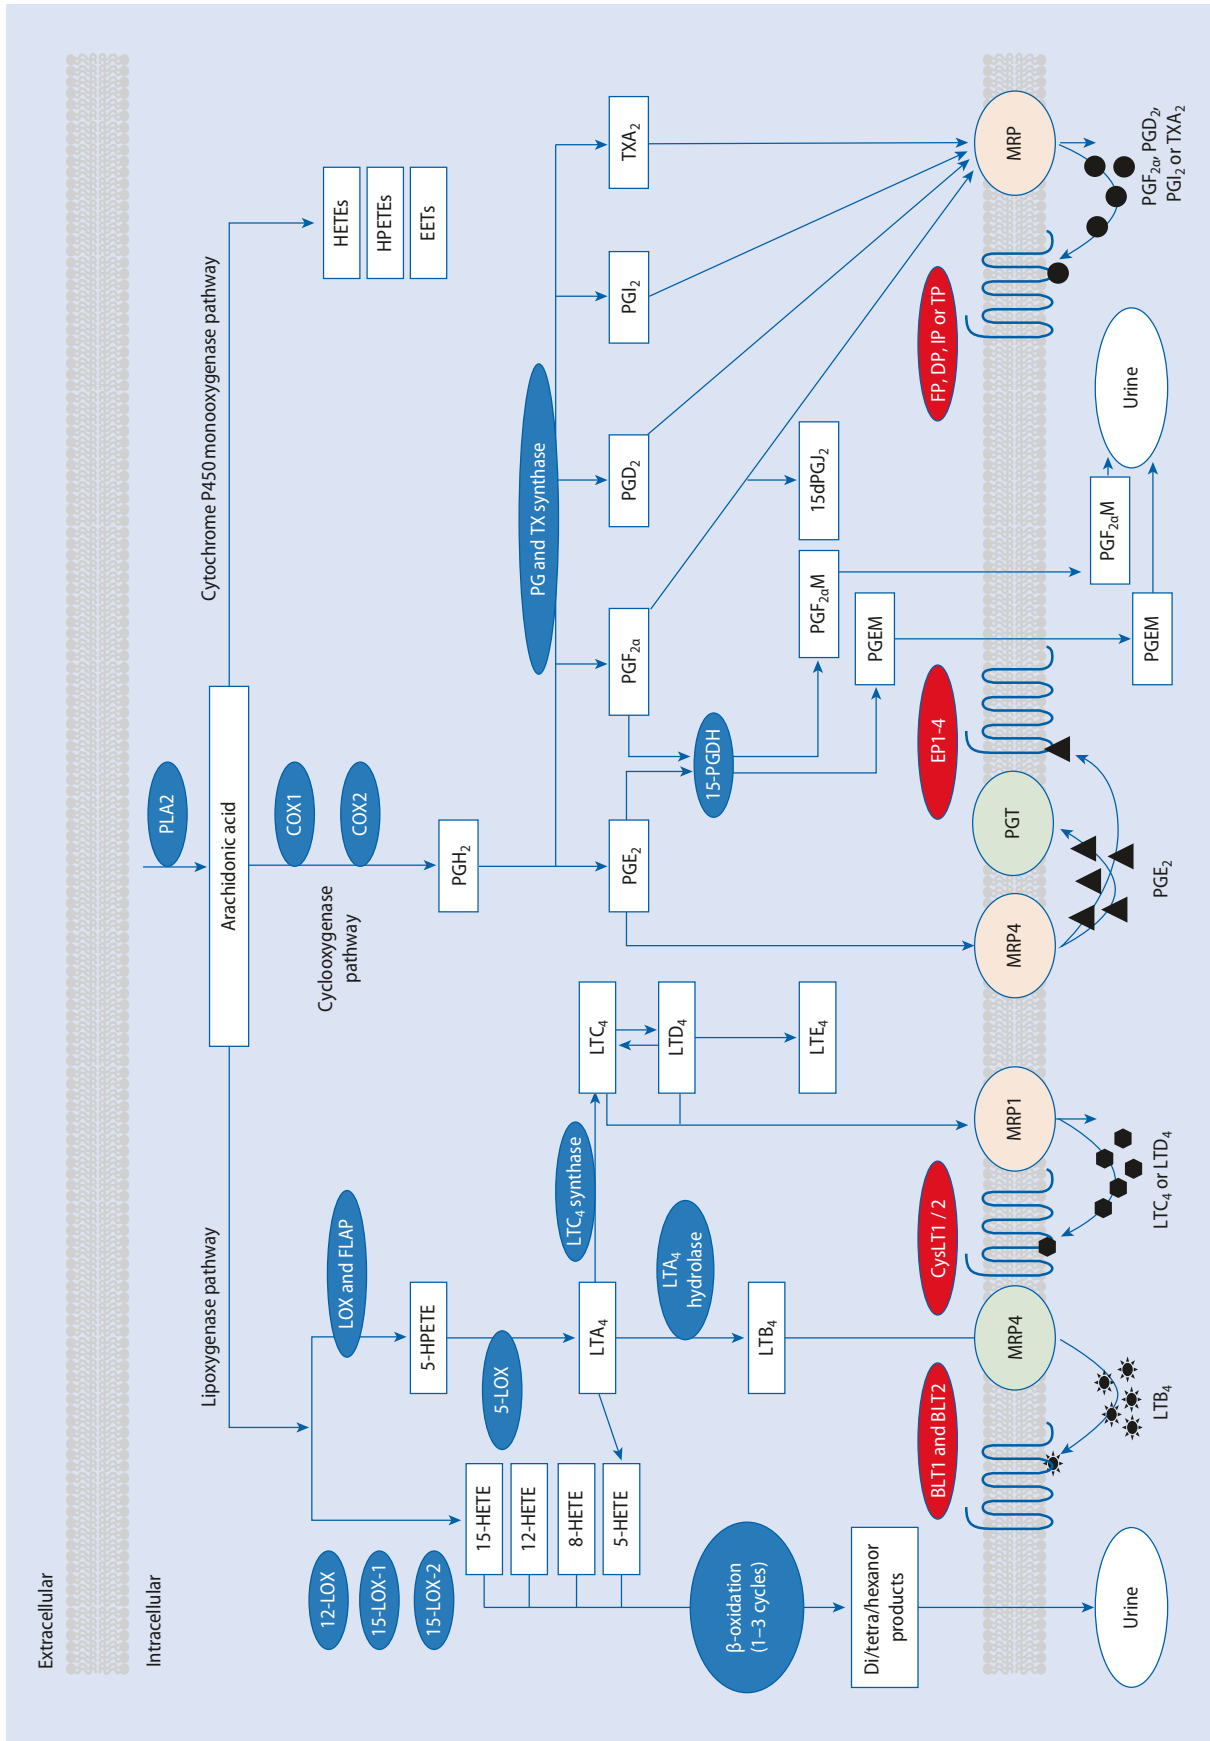 Extracellular
Intracellular
Lipoxygenase pathway
PLA2
Arachidonic acid
Cytochrome P450 monooxygenase pathway
12-LOX
15-LOX-1
15-LOX-2
LOX and FLAP
COX1
COX2
Cyclooxygenase
pathway
HETEs
HPETEs
EETs
5-HPETE
PGH₂
15-HETE
12-HETE
8-HETE
5-HETE
5-LOX
PG and TX synthase
LTC₄ synthase
LTA₄
LTC₄
PGE₂
PGF₂α
PGD₂
PGI₂
TXA₂
LTA₄
hydrolase
LTD₄
15-PGDH
β-oxidation
(1–3 cycles)
LTB₄
LTE₄
PGF₂αM
15dPGJ₂
Di/tetra/hexanor
products
PGEM
BLT1 and BLT2
CysLT1 / 2
EP1-4
FP, DP, IP or TP
MRP4
MRP1
MRP4
PGT
MRP
Urine
LTB₄
LTC₄ or LTD₄
PGE₂
PGF₂αM
PGEM
Urine
PGF₂α, PGD₂,
PGI₂ or TXA₂